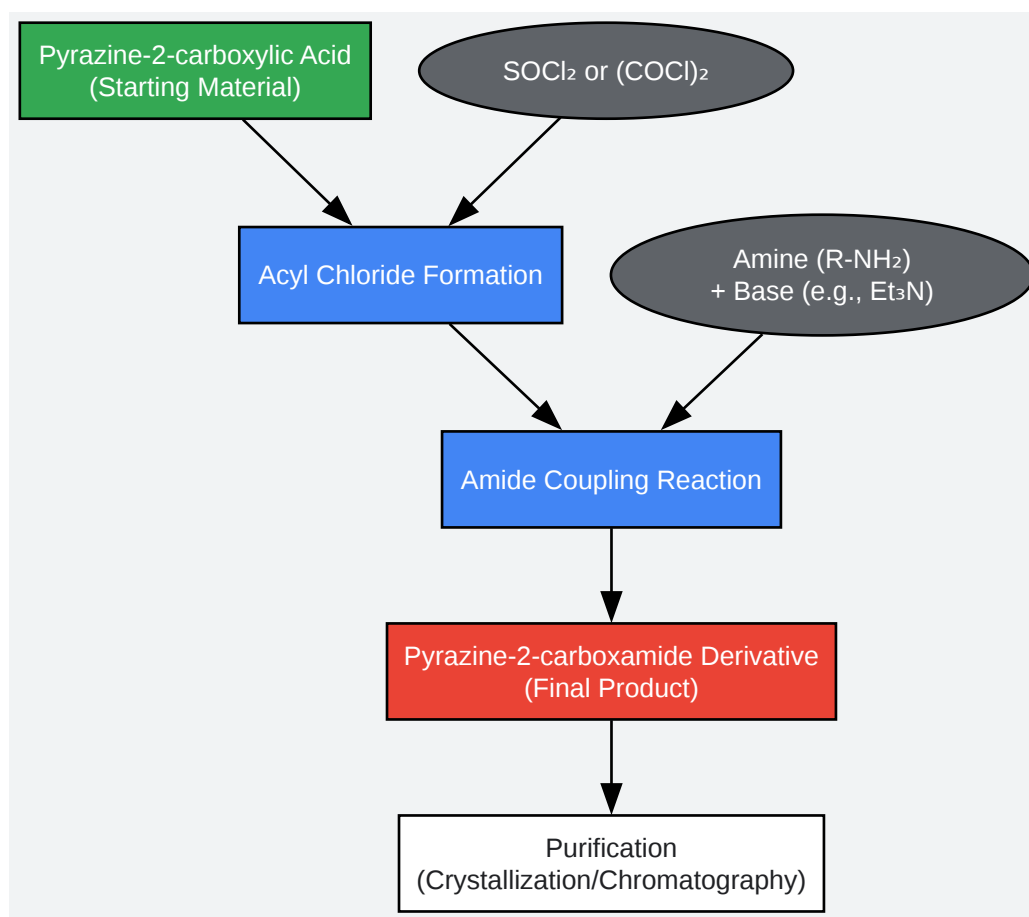 Pyrazine-2-carboxylic Acid
(Starting Material)
SOCl₂ or (COCl)₂
Acyl Chloride Formation
Amine (R-NH₂)
+ Base (e.g., Et₃N)
Amide Coupling Reaction
Pyrazine-2-carboxamide Derivative
(Final Product)
Purification
(Crystallization/Chromatography)